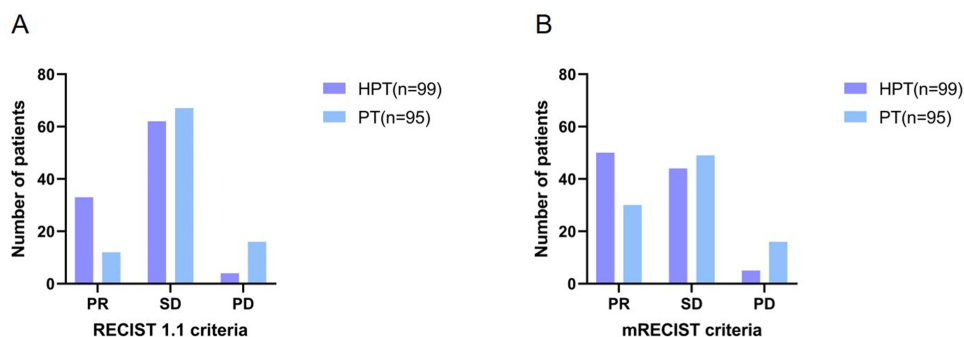 A
Number of patients
80
60
40
20
0
PR SD PD
RECIST 1.1 criteria
HPT(n=99)
PT(n=95)
B
Number of patients
80
60
40
20
0
PR SD PD
mRECIST criteria
HPT(n=99)
PT(n=95)